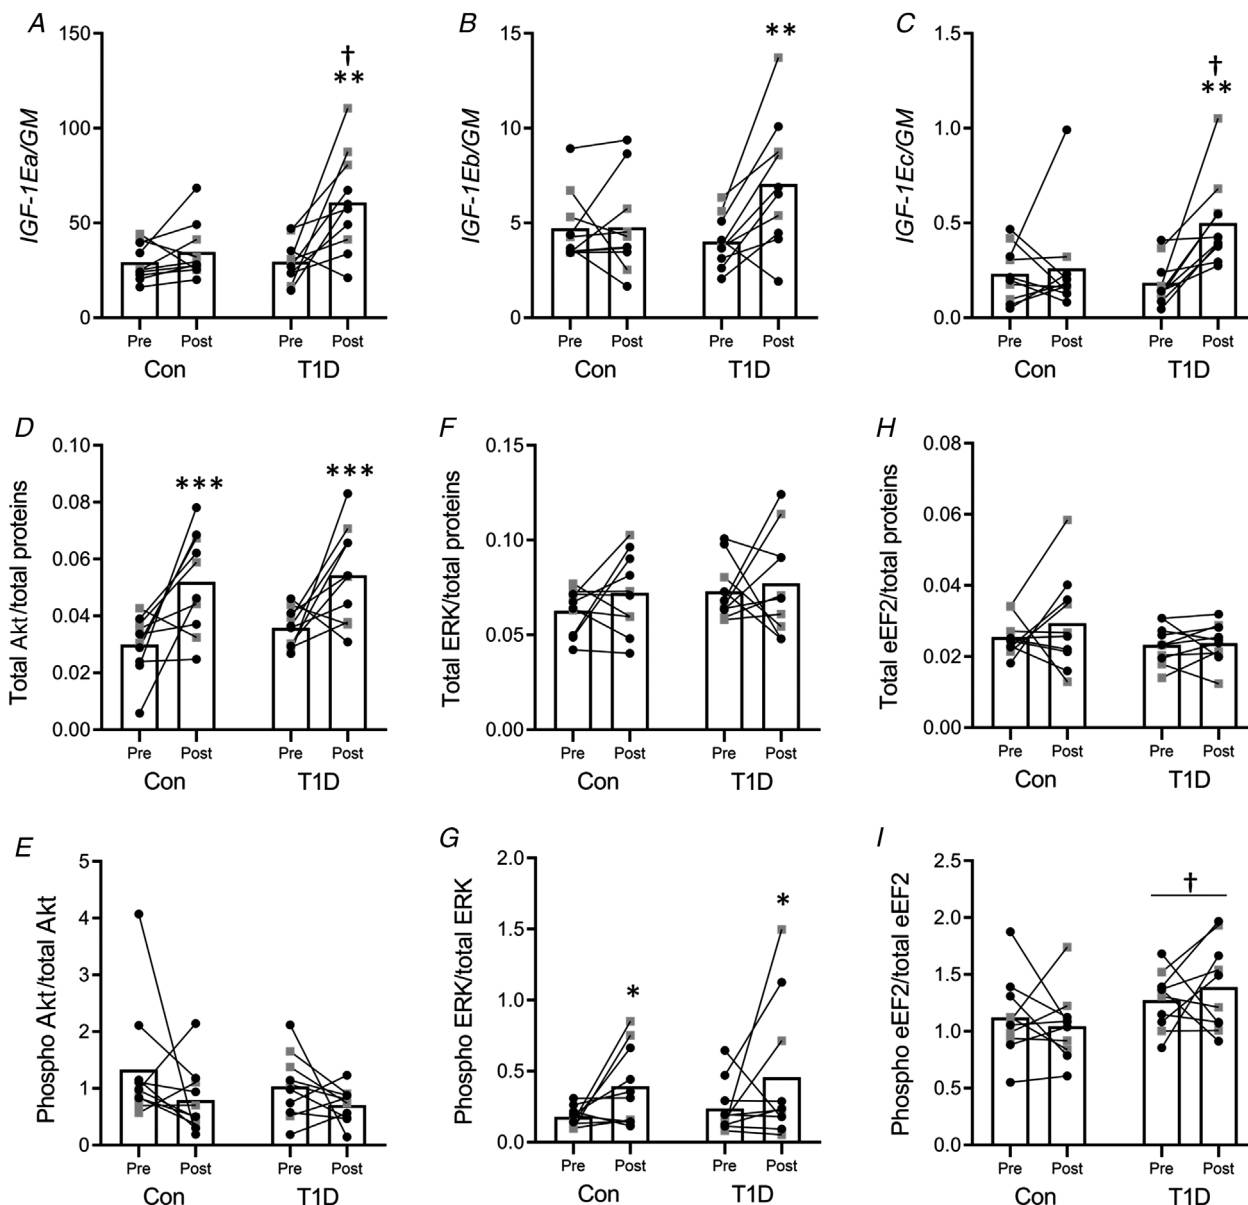 A
IGF-1Ea/GM
150
100
50
0
†
**
Pre Post Pre Post
Con T1D
B
IGF-1Eb/GM
15
10
5
0
**
Pre Post Pre Post
Con T1D
C
IGF-1Ec/GM
1.5
1.0
0.5
0.0
†
**
Pre Post Pre Post
Con T1D
D
Total Akt/total proteins
0.10
0.08
0.06
0.04
0.02
0.00
*** ***
Pre Post Pre Post
Con T1D
F
Total ERK/total proteins
0.15
0.10
0.05
0.00
Pre Post Pre Post
Con T1D
H
Total eEF2/total proteins
0.08
0.06
0.04
0.02
0.00
Pre Post Pre Post
Con T1D
E
Phospho Akt/total Akt
5
4
3
2
1
0
Pre Post Pre Post
Con T1D
G
Phospho ERK/total ERK
2.0
1.5
1.0
0.5
0.0
* *
Pre Post Pre Post
Con T1D
I
Phospho eEF2/total eEF2
2.5
2.0
1.5
1.0
0.5
0.0
†
Pre Post Pre Post
Con T1D